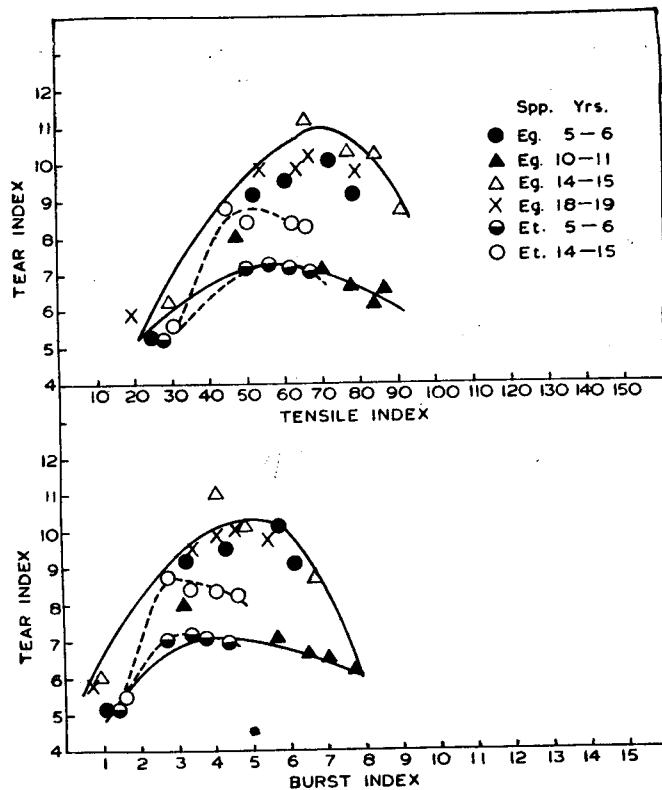 12
11
10
9
8
7
6
5
4
TEAR INDEX
Spp. Yrs.
Eg. 5-6
Eg. 10-11
Eg. 14-15
Eg. 18-19
Et. 5-6
Et. 14-15
10 20 30 40 50 60 70 80 90 100 110 120 130 140 150
TENSILE INDEX
12
11
10
9
8
7
6
5
4
TEAR INDEX
1 2 3 4 5 6 7 8 9 10 11 12 13 14 15
BURST INDEX